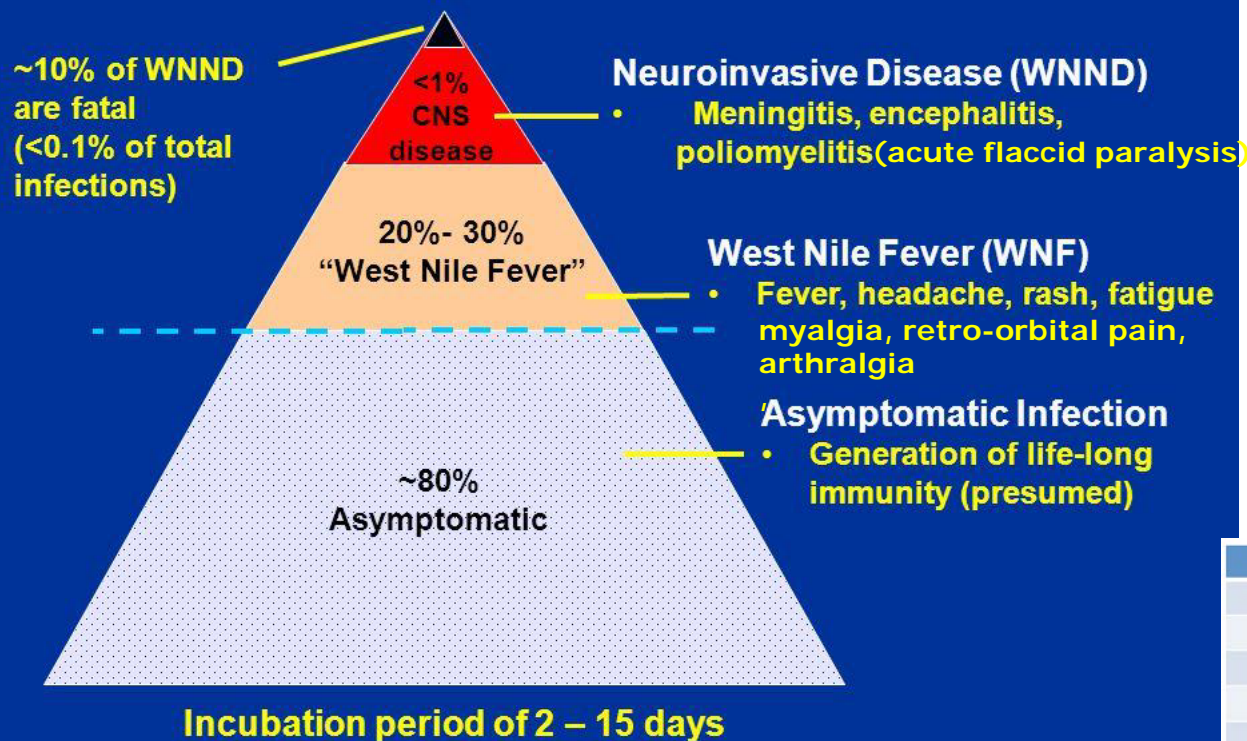 ~10% of WNND
are fatal
(<0.1% of total
infections)
<1%
CNS
disease
Neuroinvasive Disease (WNND)
• Meningitis, encephalitis,
poliomyelitis(acute flaccid paralysis)
20%- 30%
“West Nile Fever”
West Nile Fever (WNF)
• Fever, headache, rash, fatigue
myalgia, retro-orbital pain,
arthralgia
,
Asymptomatic Infection
• Generation of life-long
immunity (presumed)
~80%
Asymptomatic
Incubation period of 2 – 15 days